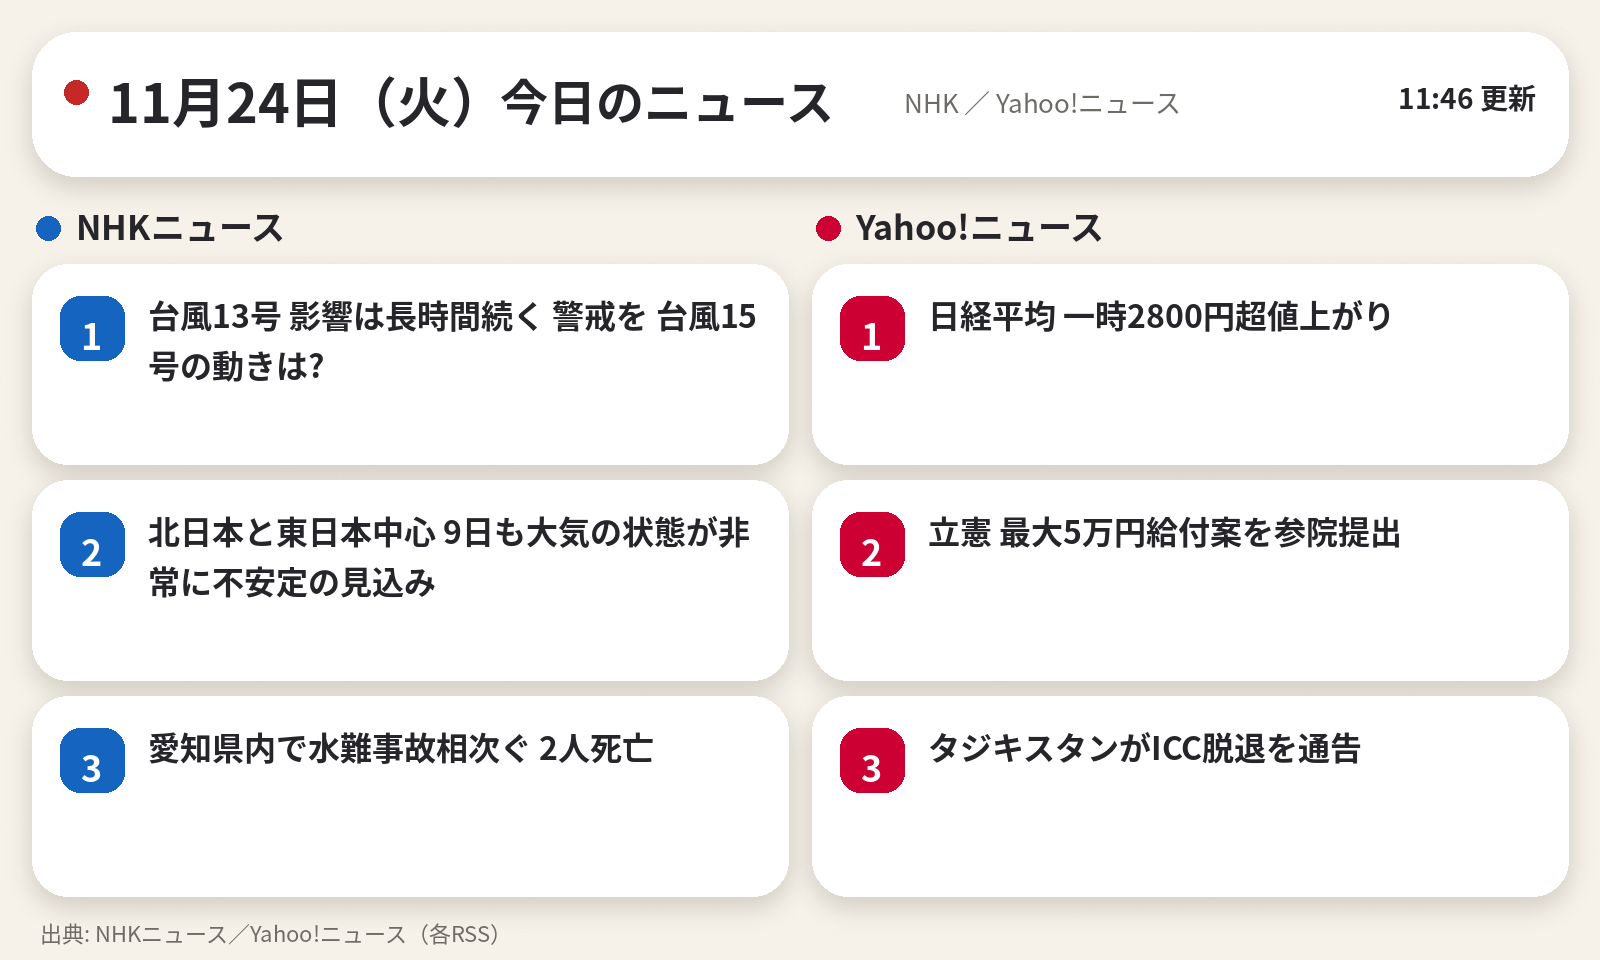 11月24日（火）今日のニュース
NHK ／ Yahoo!ニュース
11:46 更新
NHKニュース
1
台風13号 影響は長時間続く 警戒を 台風15
号の動きは?
2
北日本と東日本中心 9日も大気の状態が非
常に不安定の見込み
3
愛知県内で水難事故相次ぐ 2人死亡
Yahoo!ニュース
1
日経平均 一時2800円超値上がり
2
立憲 最大5万円給付案を参院提出
3
タジキスタンがICC脱退を通告
出典: NHKニュース／Yahoo!ニュース（各RSS）